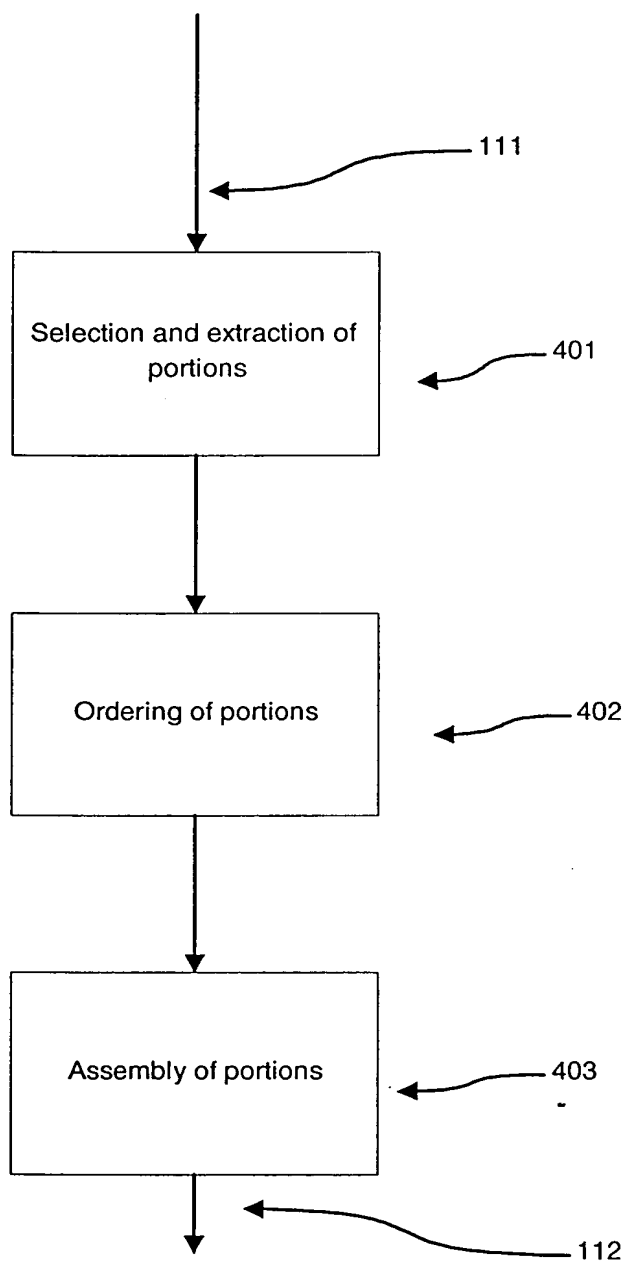 111
Selection and extraction of
portions
401
Ordering of portions
402
Assembly of portions
403
112